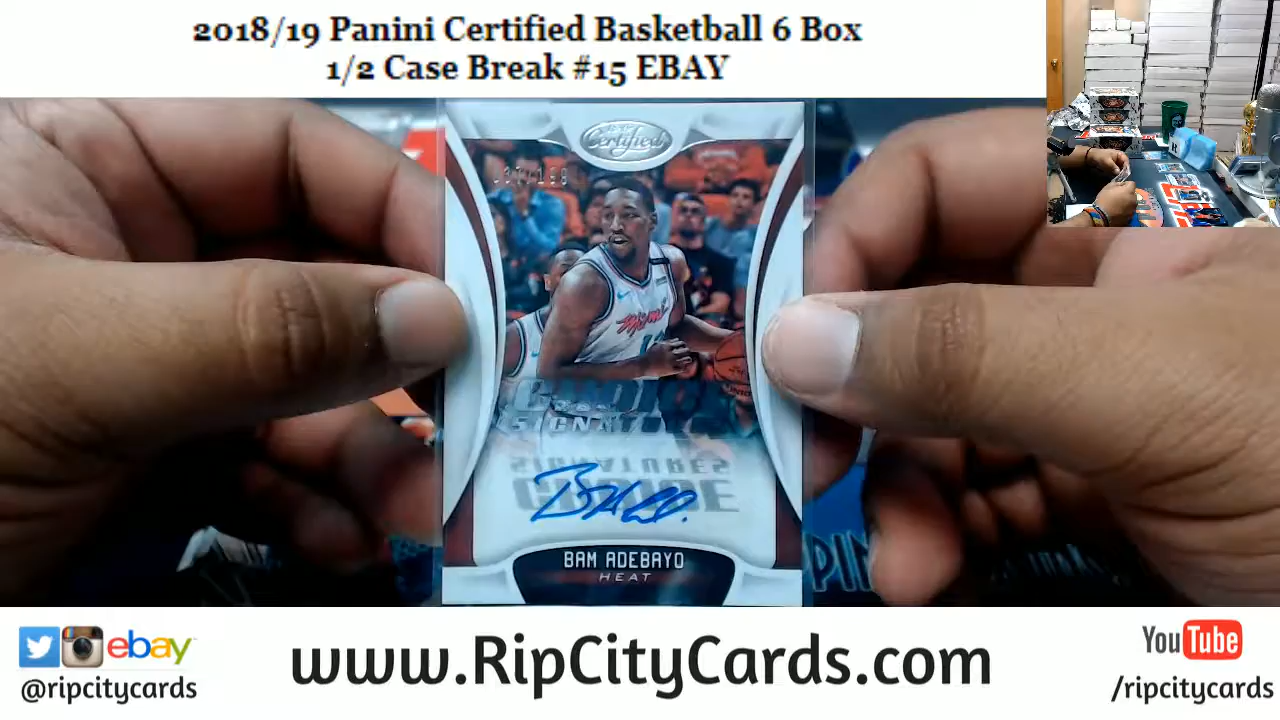 2018/19 Panini Certified Basketball 6 Box
1/2 Case Break #15 EBAY
Certified
Miami
SIGNATURES
BAM ADEBAYO
HEAT
ebay
@ripcitycards
www.RipCityCards.com
YouTube
/ripcitycards